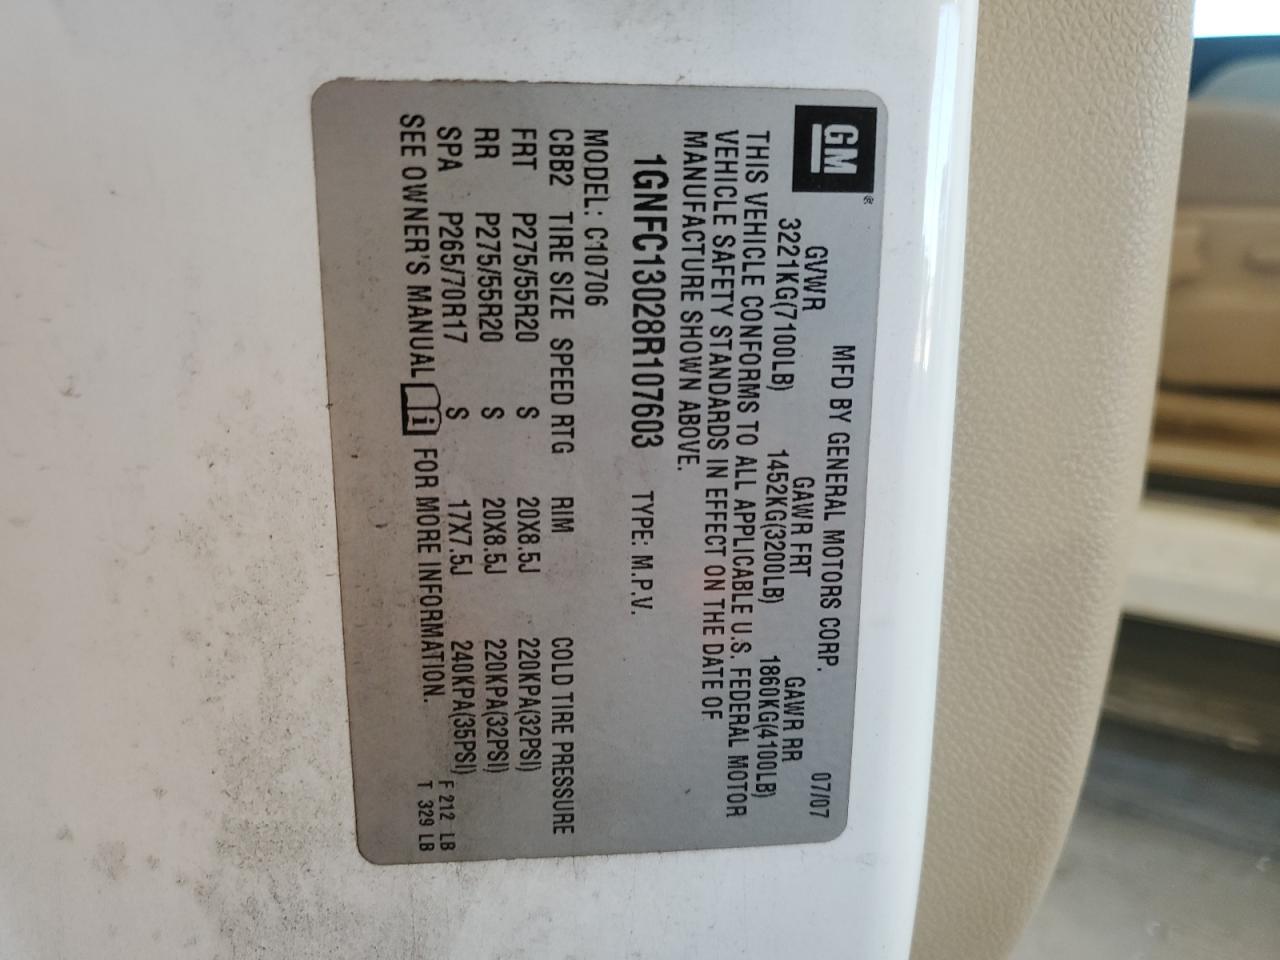 GM®
MFD BY GENERAL MOTORS CORP. 07/07
GVWR GAWR FRT GAWR RR
3221KG(7100LB) 1452KG(3200LB) 1860KG(4100LB)
THIS VEHICLE CONFORMS TO ALL APPLICABLE U.S. FEDERAL MOTOR
VEHICLE SAFETY STANDARDS IN EFFECT ON THE DATE OF
MANUFACTURE SHOWN ABOVE.
1GNFC13028R107603 TYPE: M.P.V.
MODEL: C10706
CBB2 TIRE SIZE SPEED RTG RIM COLD TIRE PRESSURE
FRT P275/55R20 S 20X8.5J 220KPA(32PSI)
RR P275/55R20 S 20X8.5J 220KPA(32PSI)
SPA P265/70R17 S 17X7.5J 240KPA(35PSI)
SEE OWNER'S MANUAL i FOR MORE INFORMATION.
F 212 LB
T 329 LB